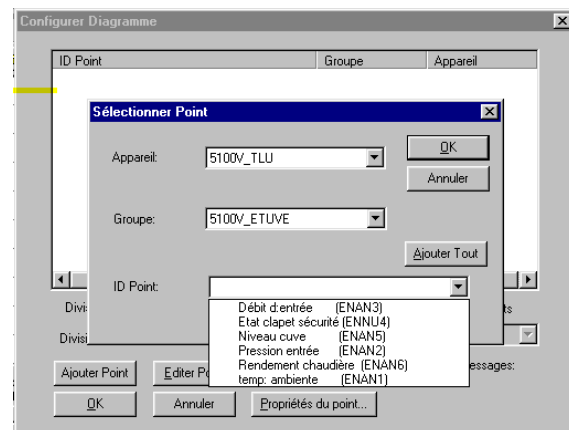 Configurer Diagramme
ID Point Groupe Appareil
Sélectionner Point
Appareil: 5100V_TLU OK
Annuler
Groupe: 5100V_ETUVE
Ajouter Tout
ID Point:
Débit d:entrée (ENAN3)
Etat clapet sécurité (ENNU4)
Niveau cuve (ENAN5)
Pression entrée (ENAN2)
Rendement chaudière (ENAN6)
temp: ambiente (ENAN1)
Ajouter Point
OK Annuler Propriétés du point...